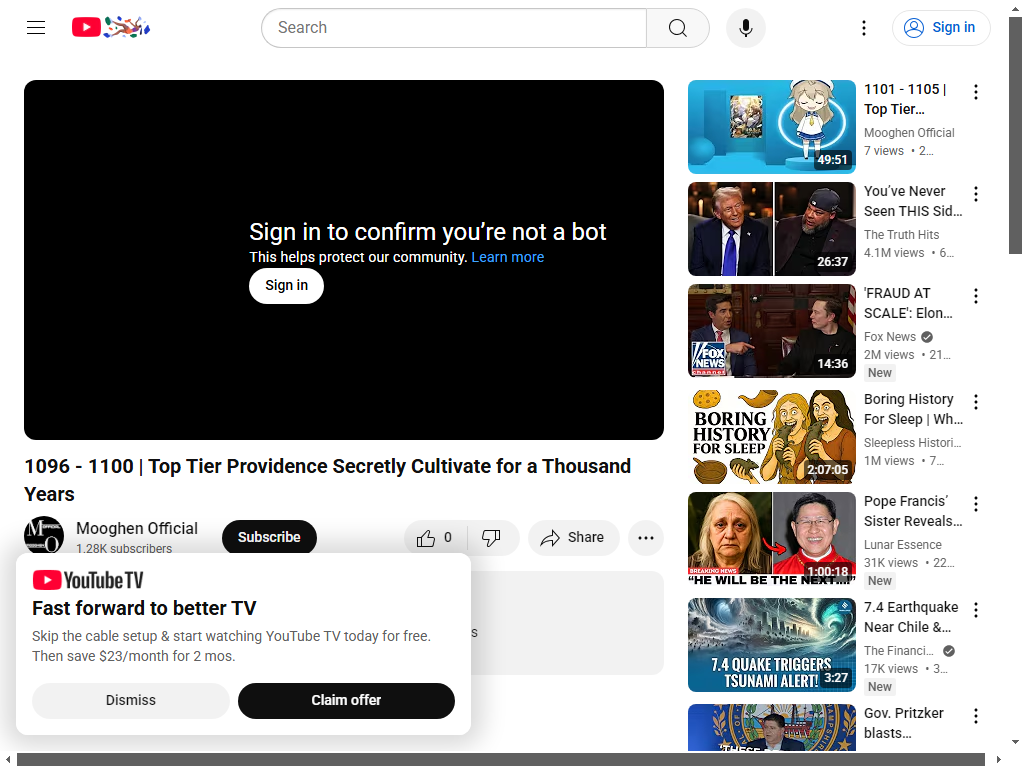 Search
Sign in
Sign in to confirm you’re not a bot
This helps protect our community. Learn more
Sign in
1096 - 1100 | Top Tier Providence Secretly Cultivate for a Thousand
Years
Mooghen Official
1.28K subscribers
Subscribe
0
Share
s
YouTube TV
Fast forward to better TV
Skip the cable setup & start watching YouTube TV today for free.
Then save $23/month for 2 mos.
Dismiss
Claim offer
49:51
1101 - 1105 |
Top Tier…
Mooghen Official
7 views • 2…
26:37
You’ve Never
Seen THIS Sid…
The Truth Hits
4.1M views • 6…
FOX
NEWS
channel
14:36
'FRAUD AT
SCALE': Elon…
Fox News
2M views • 21…
New
BORING
HISTORY
FOR SLEEP
2:07:05
Boring History
For Sleep | Wh…
Sleepless Histori…
1M views • 7…
BREAKING NEWS
1:00:18
“HE WILL BE THE NEXT...!”
Pope Francis’
Sister Reveals…
Lunar Essence
31K views • 22…
New
7.4 QUAKE TRIGGERS
TSUNAMI ALERT!
3:27
7.4 Earthquake
Near Chile &…
The Financi…
17K views • 3…
New
Gov. Pritzker
blasts…